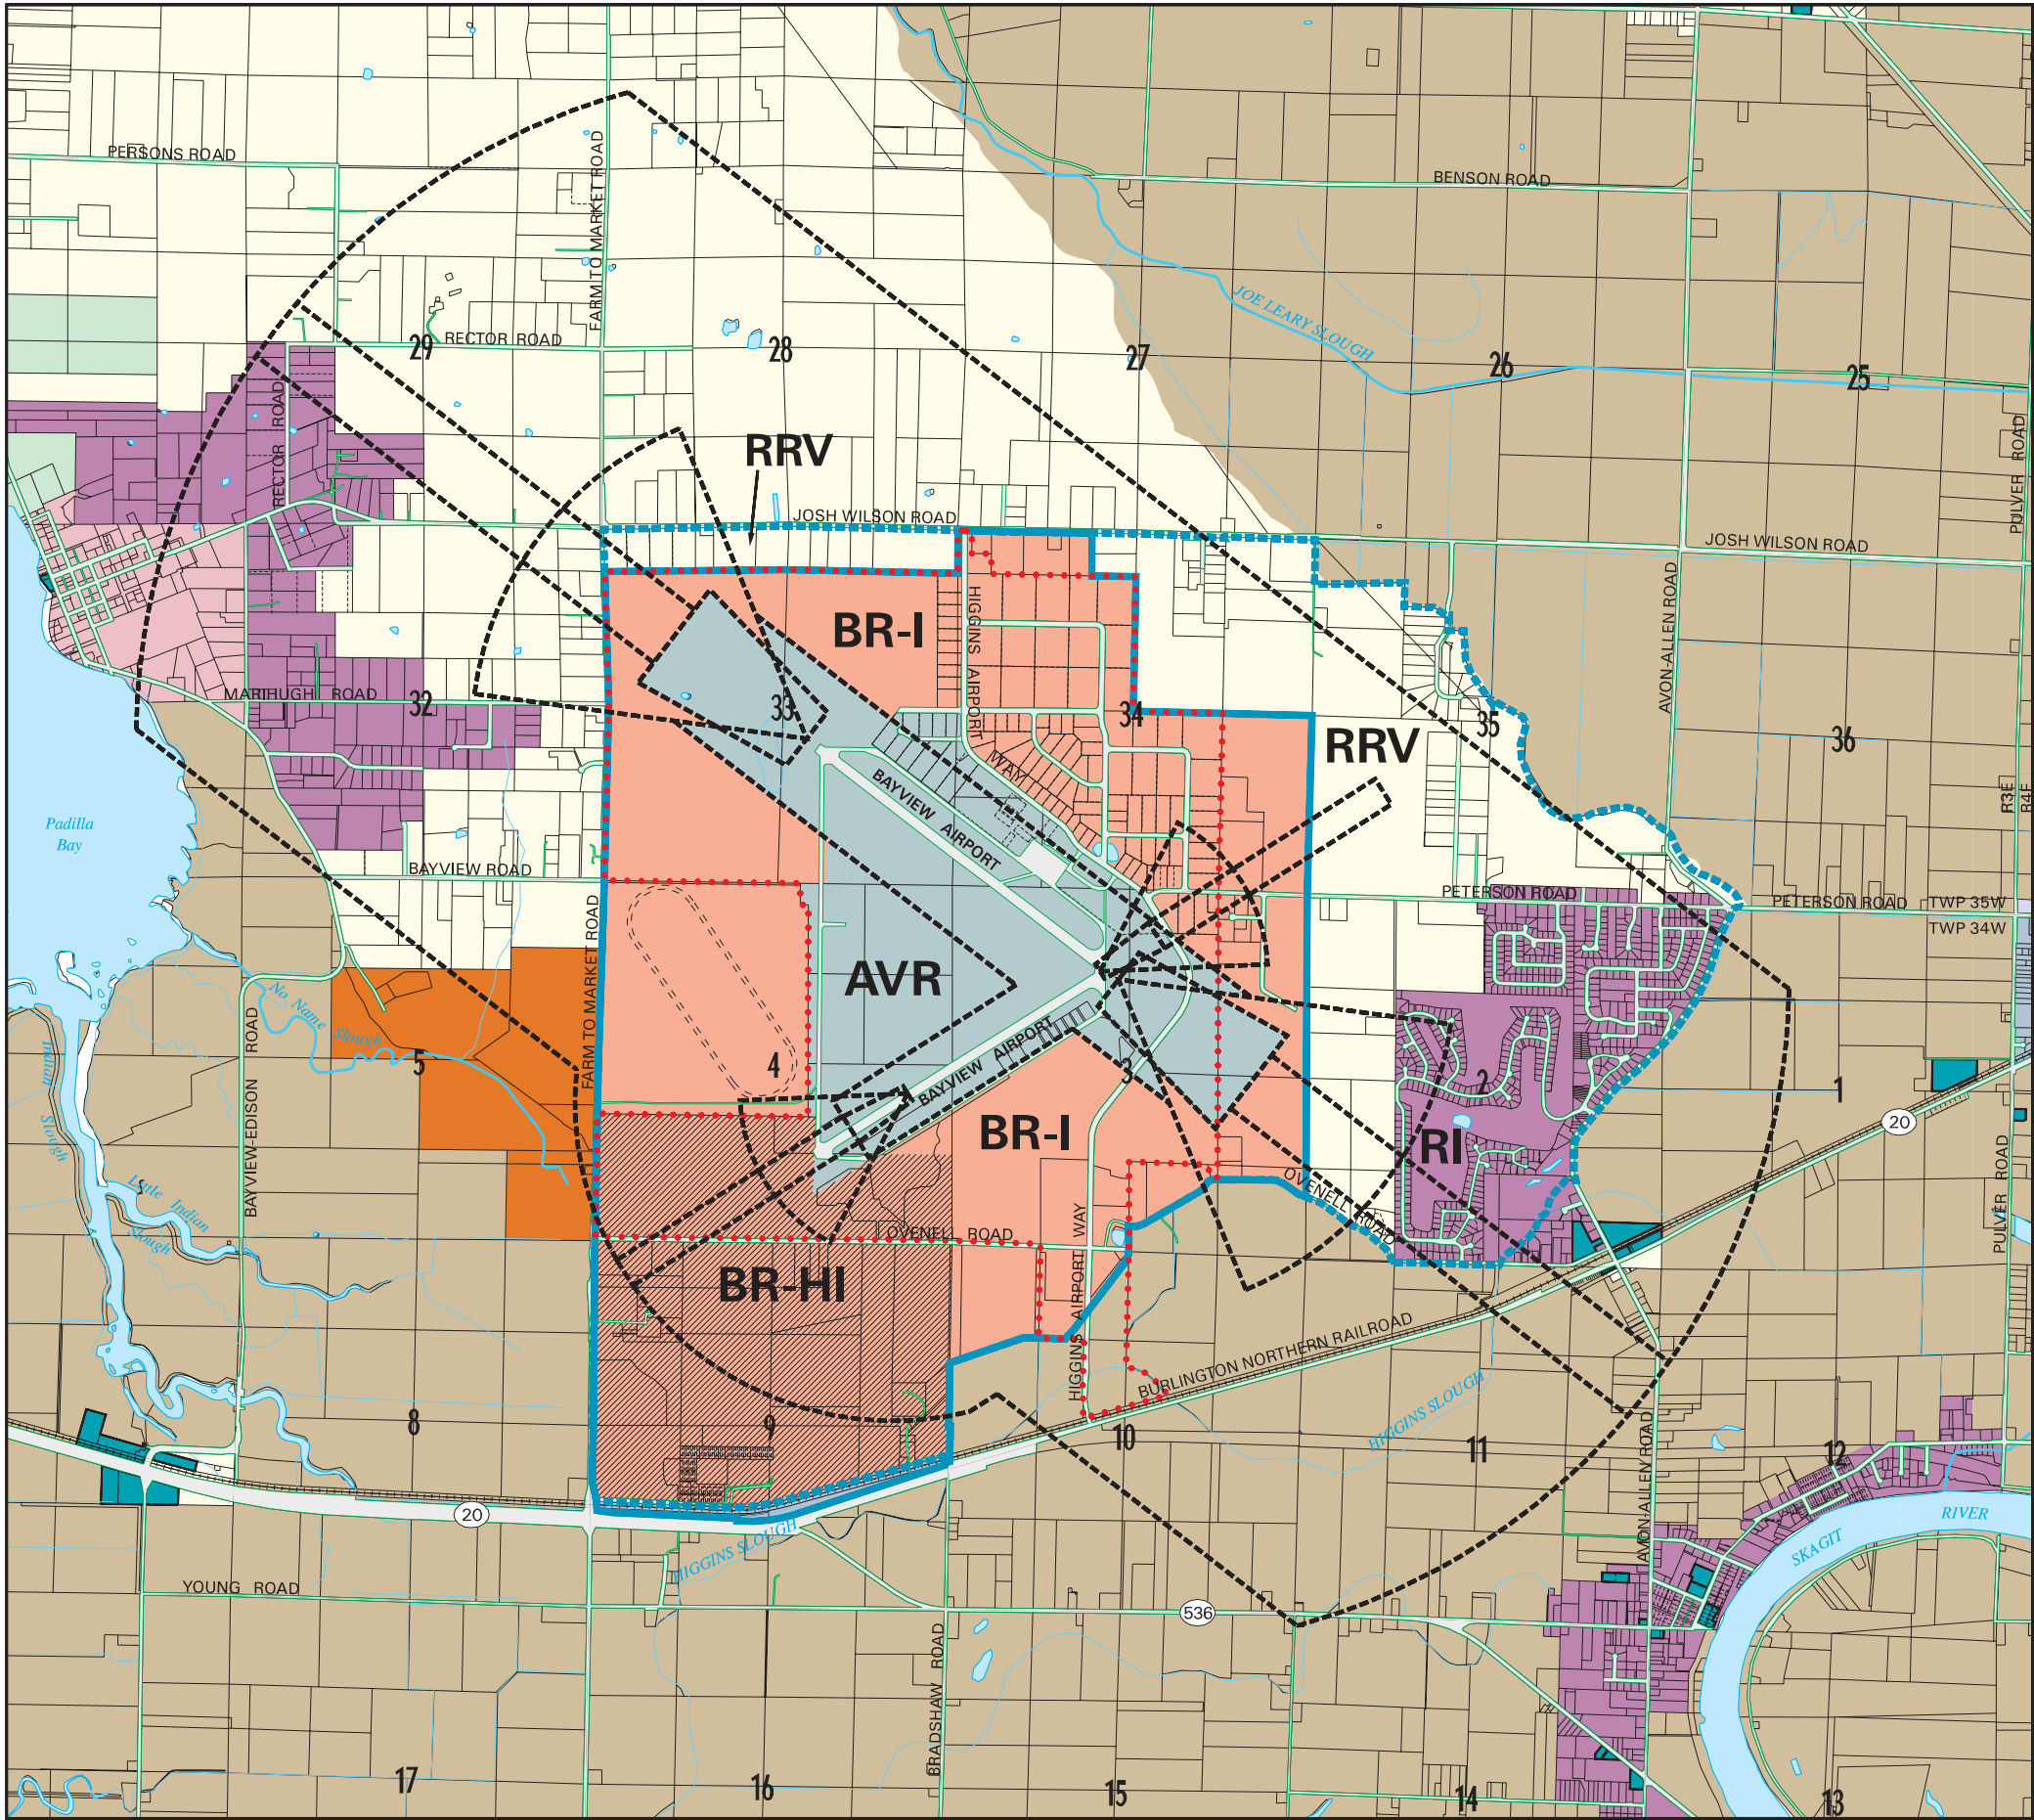 PERSONS ROAD
FARM TO MARKET ROAD
BENSON ROAD
JOE LEARY SLOUGH
29
RECTOR ROAD
28
27
26
25
RECTOR ROAD
RRV
PULVER ROAD
JOSH WILSON ROAD
JOSH WILSON ROAD
BR-I
HIGGINS AIRPORT WAY
AVON-ALLEN ROAD
MARIHUGH ROAD
32
33
34
35
36
RRV
R3E
R4E
Padilla
Bay
BAYVIEW AIRPORT
BAYVIEW ROAD
PETERSON ROAD
PETERSON ROAD
TWP 35W
TWP 34W
FARM TO MARKET ROAD
AVR
No Name Slough
BAYVIEW-EDISON ROAD
Indian Slough
5
4
BAYVIEW AIRPORT
3
2
1
20
BR-I
RI
PULVER ROAD
Little Indian
Slough
OVENELL ROAD
OVENELL ROAD
BR-HI
HIGGINS AIRPORT WAY
BURLINGTON NORTHERN RAILROAD
HIGGINS SLOUGH
8
9
10
11
12
AVON-ALLEN ROAD
20
HIGGINS SLOUGH
SKAGIT
RIVER
YOUNG ROAD
536
BRADSHAW ROAD
17
16
15
14
13